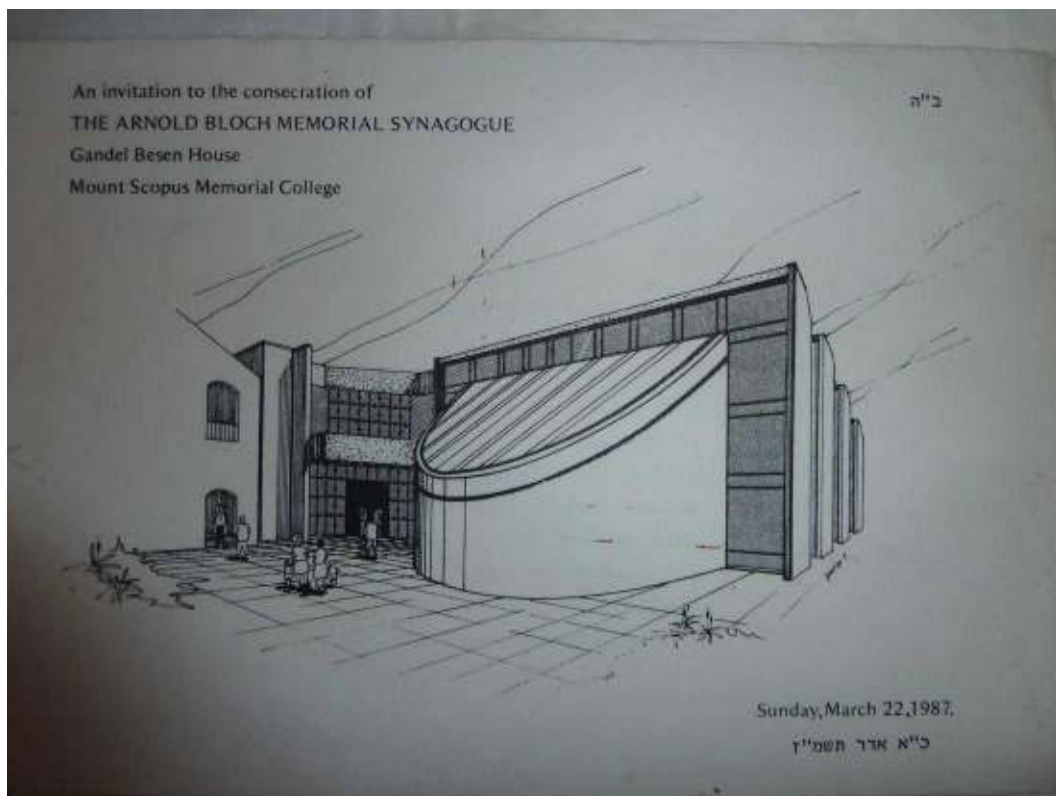 An invitation to the consecration of
ב"ה
THE ARNOLD BLOCH MEMORIAL SYNAGOGUE
Gandel Besen House
Mount Scopus Memorial College
Sunday,March 22,1987.
כ"א אדר תשמ"ז